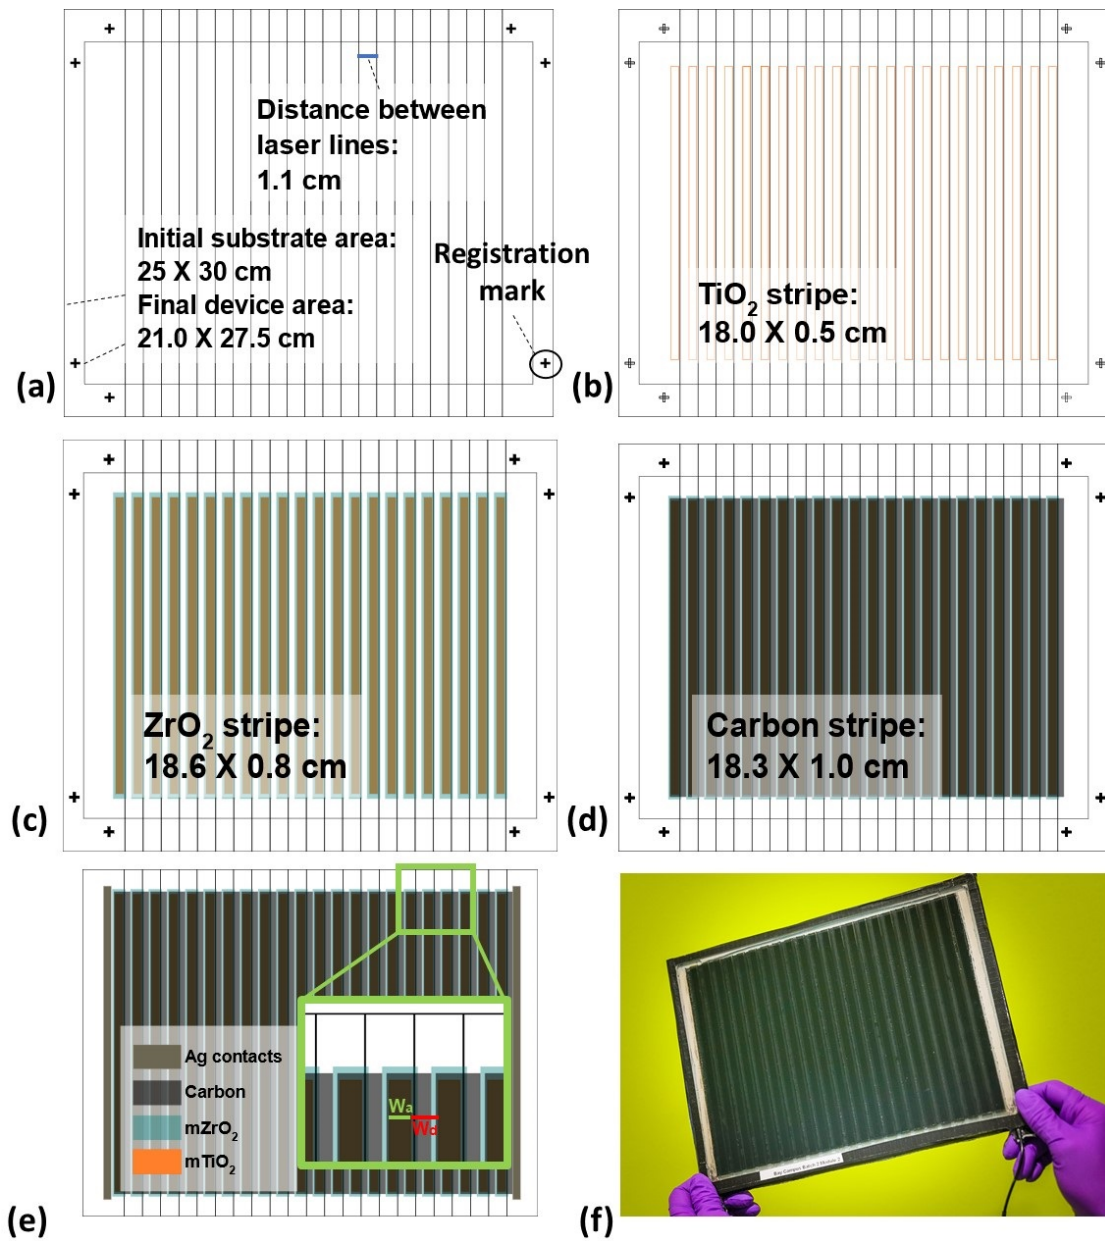 Distance between
laser lines:
1.1 cm
Initial substrate area:
25 X 30 cm
Final device area:
21.0 X 27.5 cm
Registration
mark
(a)
TiO2 stripe:
18.0 X 0.5 cm
(b)
ZrO2 stripe:
18.6 X 0.8 cm
(c)
Carbon stripe:
18.3 X 1.0 cm
(d)
Ag contacts
Carbon
mZrO2
mTiO2
Wa
Wd
(e)
(f)